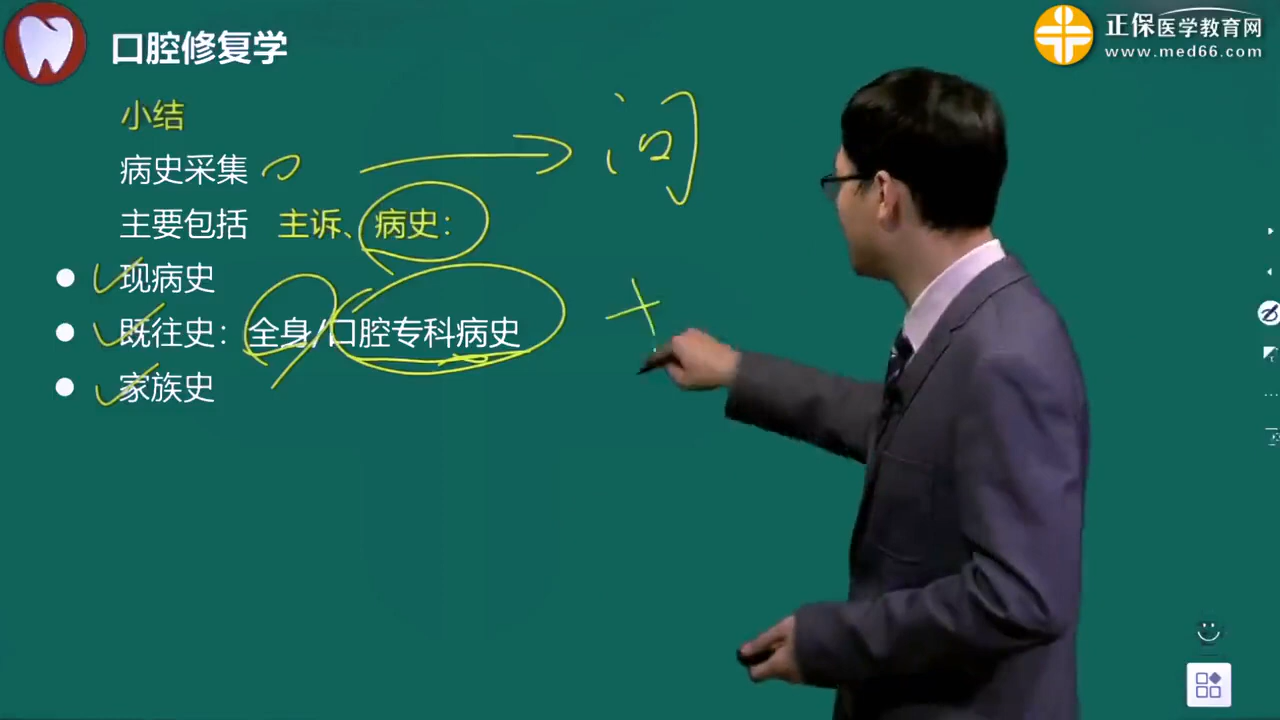 口腔修复学
正保医学教育网
www.med66.com
小结
病史采集
问
主要包括 主诉、病史：
现病史
既往史：全身/口腔专科病史
家族史